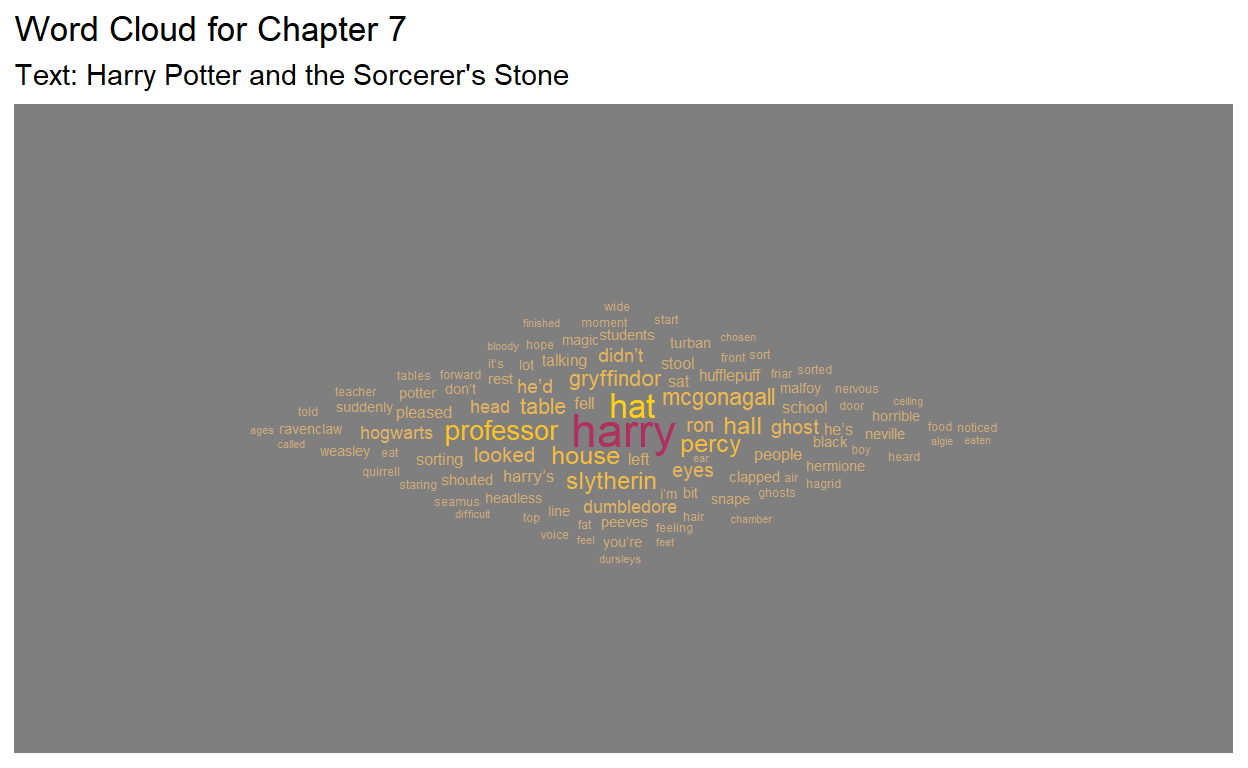 Word Cloud for Chapter 7
Text: Harry Potter and the Sorcerer's Stone
wide
finished moment start
bloody hope magic students turban chosen
it's lot talking didn't stool front sort
tables forward rest he'd gryffindor sat hufflepuff friar sorted
teacher potter don't malfoy nervous
told suddenly pleased head table fell hat mcgonagall school door horrible ceiling
ages ravenclaw hogwarts professor harry ron hall ghost he's neville food noticed
called black algie eaten
weasley eat sorting looked house left percy ear people boy heard
quirrell staring shouted harry's slytherin eyes clapped air hermione hagrid
seamus headless i'm bit snape ghosts
difficult top line dumbledore hair chamber
fat peeves feeling
voice feel you're feet
dursleys